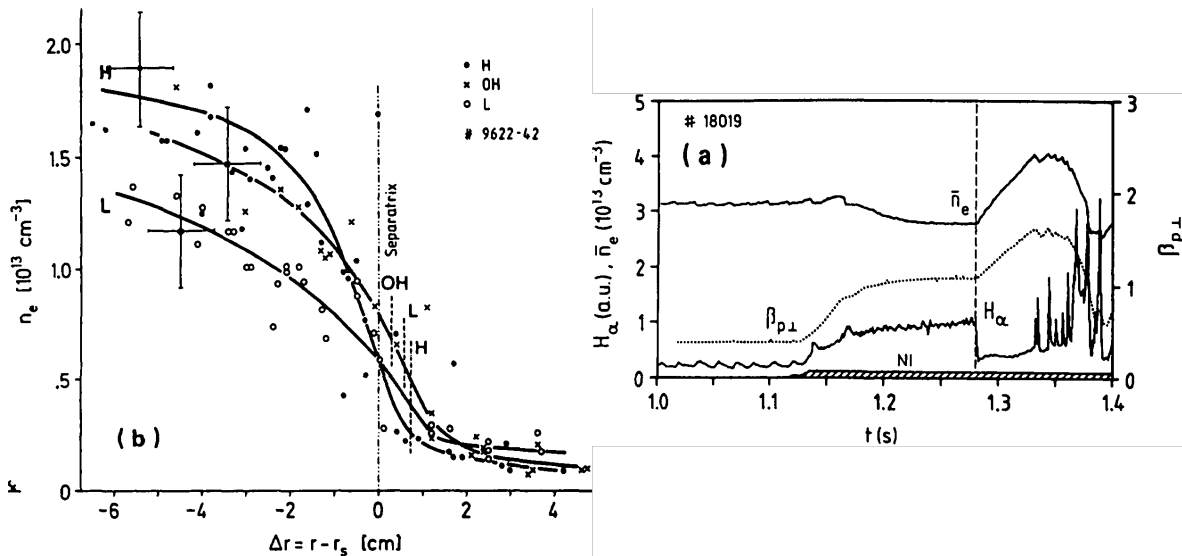 2.0
1.5
1.0
.5
0
n_e [10^13 cm^-3]
H
L
• H
× OH
○ L
# 9622-42
Separatrix
OH
L
H
(b)
-6 -4 -2 0 2 4
Δr = r - r_s [cm]
5
4
3
2
1
0
H_α (a.u.), n̄_e (10^13 cm^-3)
# 18019
(a)
n̄_e
β_p⊥
H_α
NI
3
2
1
0
β_p⊥
1.0 1.1 1.2 1.3 1.4
t(s)